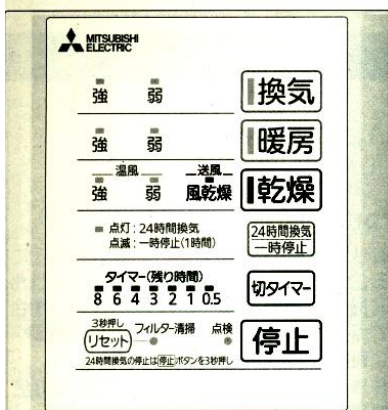 MITSUBISHI
ELECTRIC
強 弱 換気
強 弱 暖房
温風 送風
強 弱 風乾燥 乾燥
点灯:24時間換気
点滅:一時停止(1時間)
24時間換気
一時停止
タイマー(残り時間)
8 6 4 3 2 1 0.5
切タイマー
3秒押し
リセット フィルター清掃 点検
停止
24時間換気の停止は停止ボタンを3秒押し